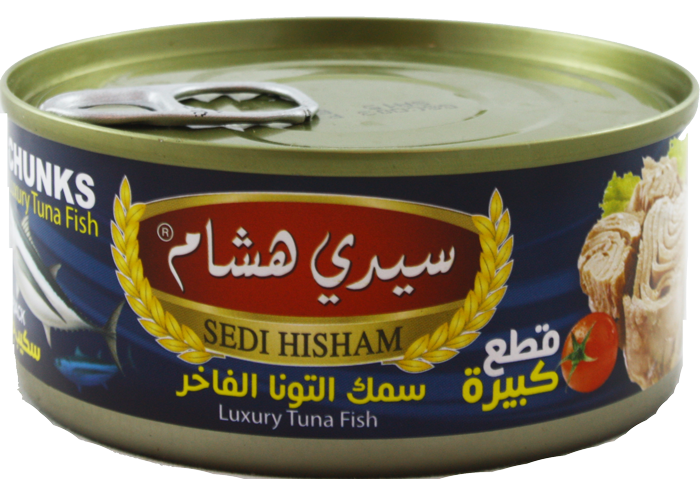 CHUNKS
Luxury Tuna Fish
سيدي هشام
®
SEDI HISHAM
سمك التونا الفاخر
Luxury Tuna Fish
قطع
كبيرة